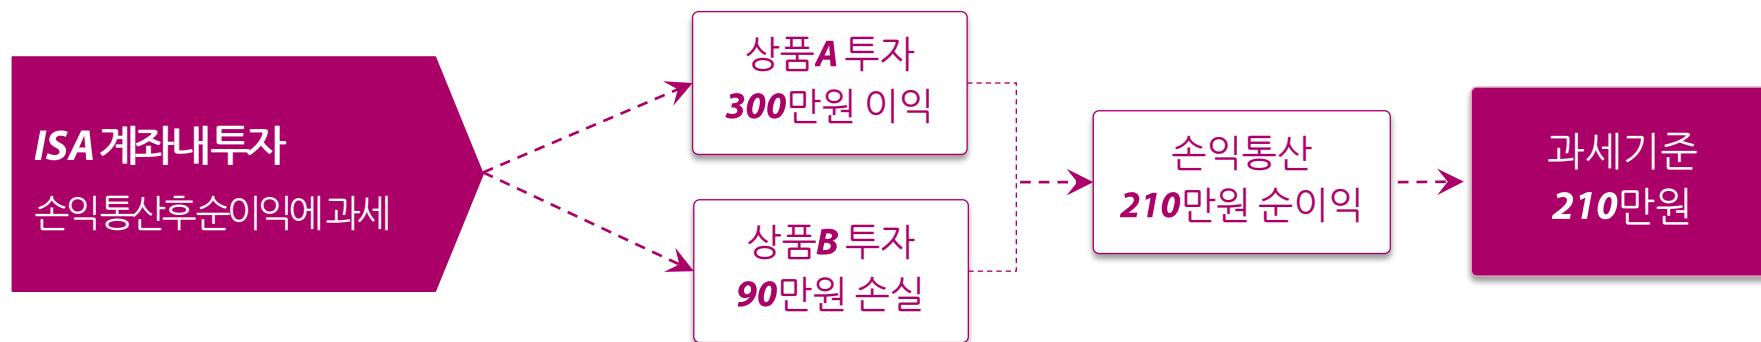 ISA 계좌내 투자
손익통산 후 순이익에 과세
상품A 투자
300만원 이익
상품B 투자
90만원 손실
손익통산
210만원 순이익
과세기준
210만원